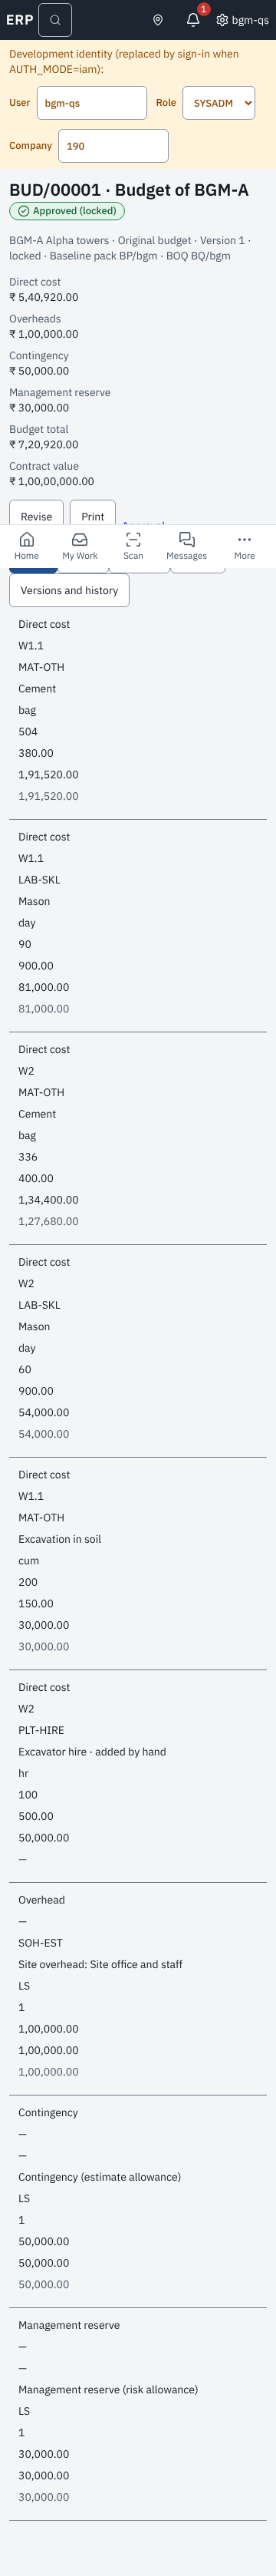 ERP
1
bgm-qs
Development identity (replaced by sign-in when
AUTH_MODE=iam):
User
bgm-qs
Role
SYSADM
Company
190
BUD/00001 · Budget of BGM-A
Approved (locked)
BGM-A Alpha towers · Original budget · Version 1 ·
locked · Baseline pack BP/bgm · BOQ BQ/bgm
Direct cost
₹ 5,40,920.00
Overheads
₹ 1,00,000.00
Contingency
₹ 50,000.00
Management reserve
₹ 30,000.00
Budget total
₹ 7,20,920.00
Contract value
₹ 1,00,00,000.00
Revise
Print
Home
My Work
Scan
Messages
More
Versions and history
Direct cost
W1.1
MAT-OTH
Cement
bag
504
380.00
1,91,520.00
1,91,520.00
Direct cost
W1.1
LAB-SKL
Mason
day
90
900.00
81,000.00
81,000.00
Direct cost
W2
MAT-OTH
Cement
bag
336
400.00
1,34,400.00
1,27,680.00
Direct cost
W2
LAB-SKL
Mason
day
60
900.00
54,000.00
54,000.00
Direct cost
W1.1
MAT-OTH
Excavation in soil
cum
200
150.00
30,000.00
30,000.00
Direct cost
W2
PLT-HIRE
Excavator hire · added by hand
hr
100
500.00
50,000.00
—
Overhead
—
SOH-EST
Site overhead: Site office and staff
LS
1
1,00,000.00
1,00,000.00
1,00,000.00
Contingency
—
—
Contingency (estimate allowance)
LS
1
50,000.00
50,000.00
50,000.00
Management reserve
—
—
Management reserve (risk allowance)
LS
1
30,000.00
30,000.00
30,000.00